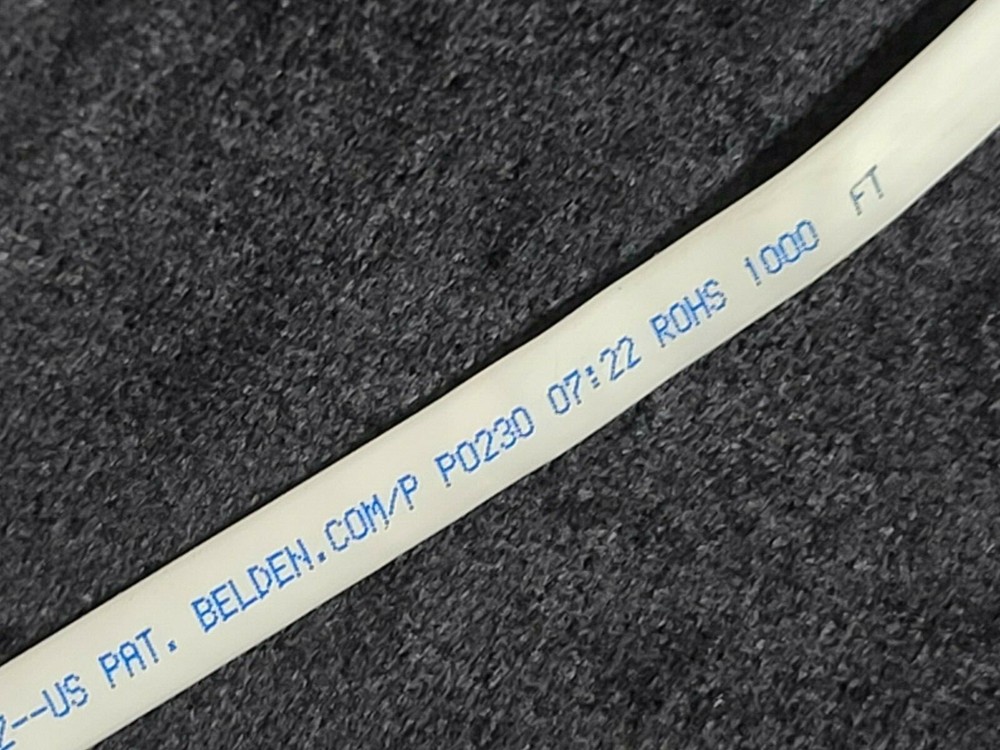 --US PAT. BELDEN.COM/P P0230 07:22 ROHS 1000 FT